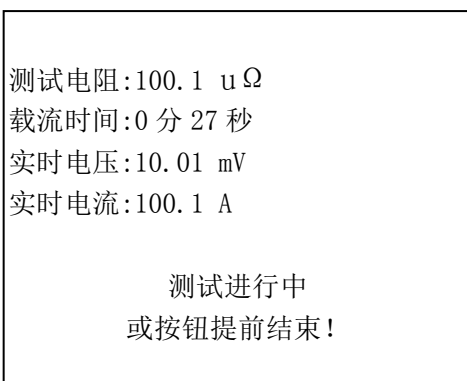 测试电阻:100.1 uΩ
载流时间:0分27秒
实时电压:10.01 mV
实时电流:100.1 A
测试进行中
或按钮提前结束!